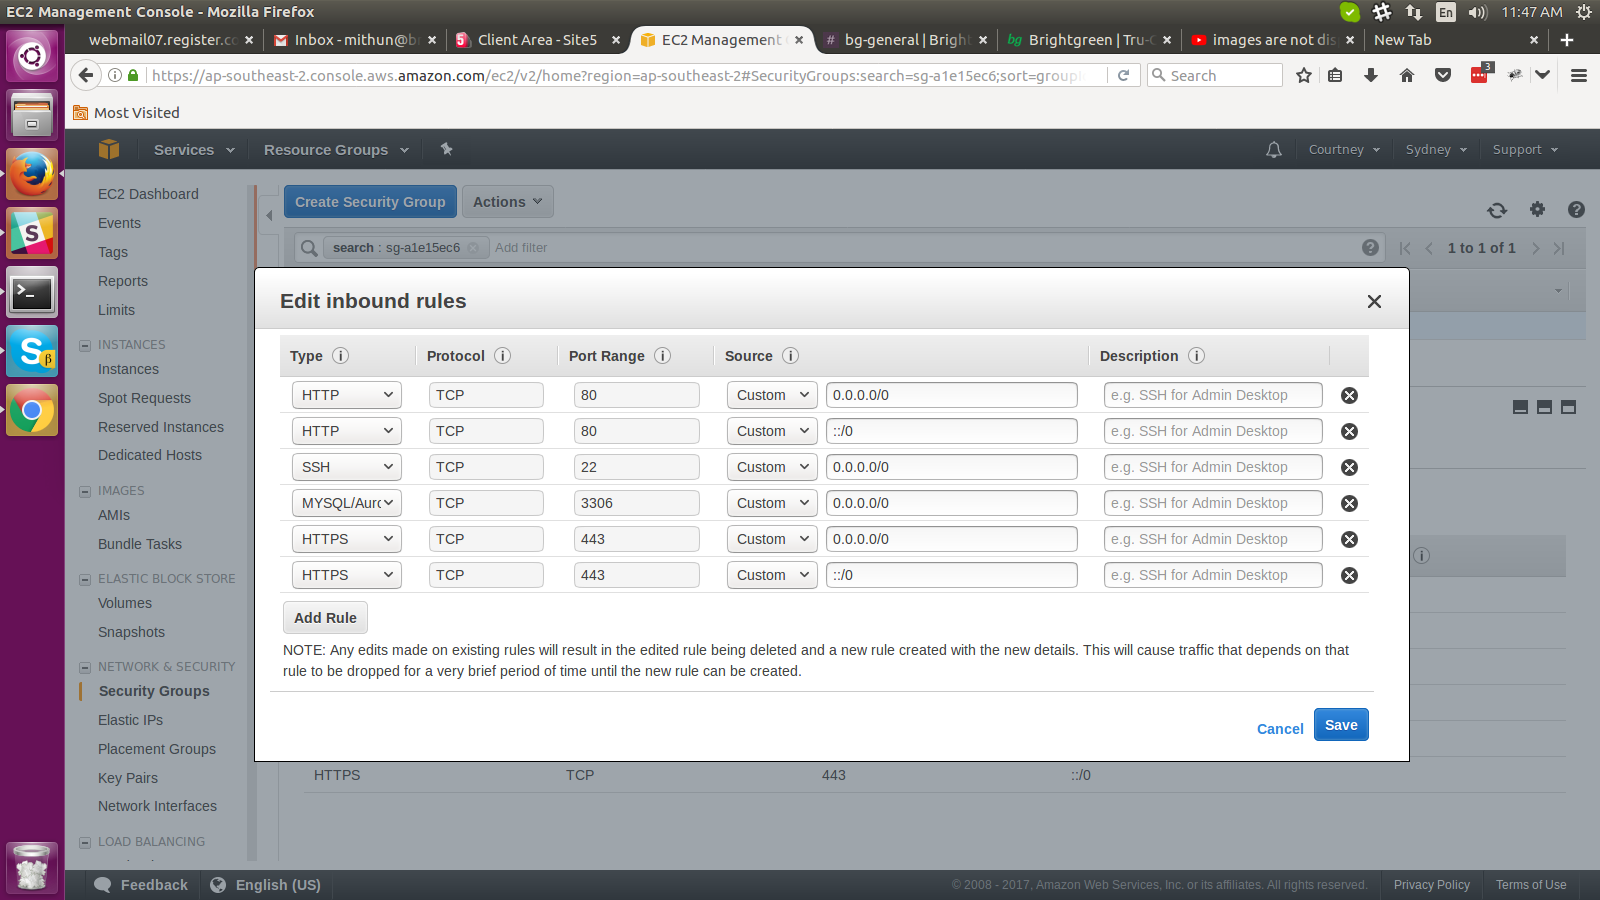 EC2 Management Console - Mozilla Firefox
En
11:47 AM
webmail07.register.co
Inbox - mithun@b
Client Area - Site5
EC2 Management
bg-general | Bright
Brightgreen | Tru-C
images are not dis
New Tab
https://ap-southeast-2.console.aws.amazon.com/ec2/v2/home?region=ap-southeast-2#SecurityGroups:search=sg-a1e15ec6;sort=group
Search
3
Most Visited
Services
Resource Groups
Courtney
Sydney
Support
EC2 Dashboard
Events
Tags
Reports
Limits
INSTANCES
Instances
Spot Requests
Reserved Instances
Dedicated Hosts
IMAGES
AMIs
Bundle Tasks
ELASTIC BLOCK STORE
Volumes
Snapshots
NETWORK & SECURITY
Security Groups
Elastic IPs
Placement Groups
Key Pairs
Network Interfaces
LOAD BALANCING
Create Security Group
Actions
search : sg-a1e15ec6
Add filter
1 to 1 of 1
Edit inbound rules
Type Protocol Port Range Source Description
HTTP TCP 80 Custom 0.0.0.0/0 e.g. SSH for Admin Desktop
HTTP TCP 80 Custom ::/0 e.g. SSH for Admin Desktop
SSH TCP 22 Custom 0.0.0.0/0 e.g. SSH for Admin Desktop
MYSQL/Auro TCP 3306 Custom 0.0.0.0/0 e.g. SSH for Admin Desktop
HTTPS TCP 443 Custom 0.0.0.0/0 e.g. SSH for Admin Desktop
HTTPS TCP 443 Custom ::/0 e.g. SSH for Admin Desktop
Add Rule
NOTE: Any edits made on existing rules will result in the edited rule being deleted and a new rule created with the new details. This will cause traffic that depends on that
rule to be dropped for a very brief period of time until the new rule can be created.
Cancel
Save
HTTPS TCP 443 ::/0
Feedback
English (US)
© 2008 - 2017, Amazon Web Services, Inc. or its affiliates. All rights reserved.
Privacy Policy
Terms of Use